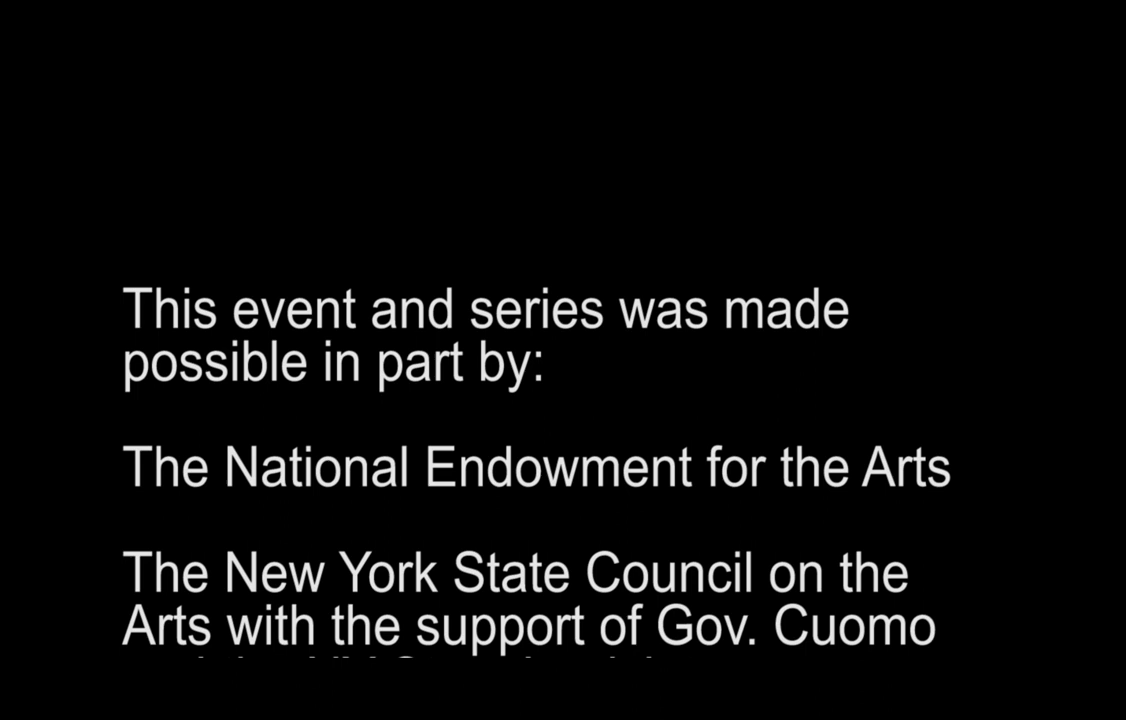 This event and series was made
possible in part by:
The National Endowment for the Arts
The New York State Council on the
Arts with the support of Gov. Cuomo